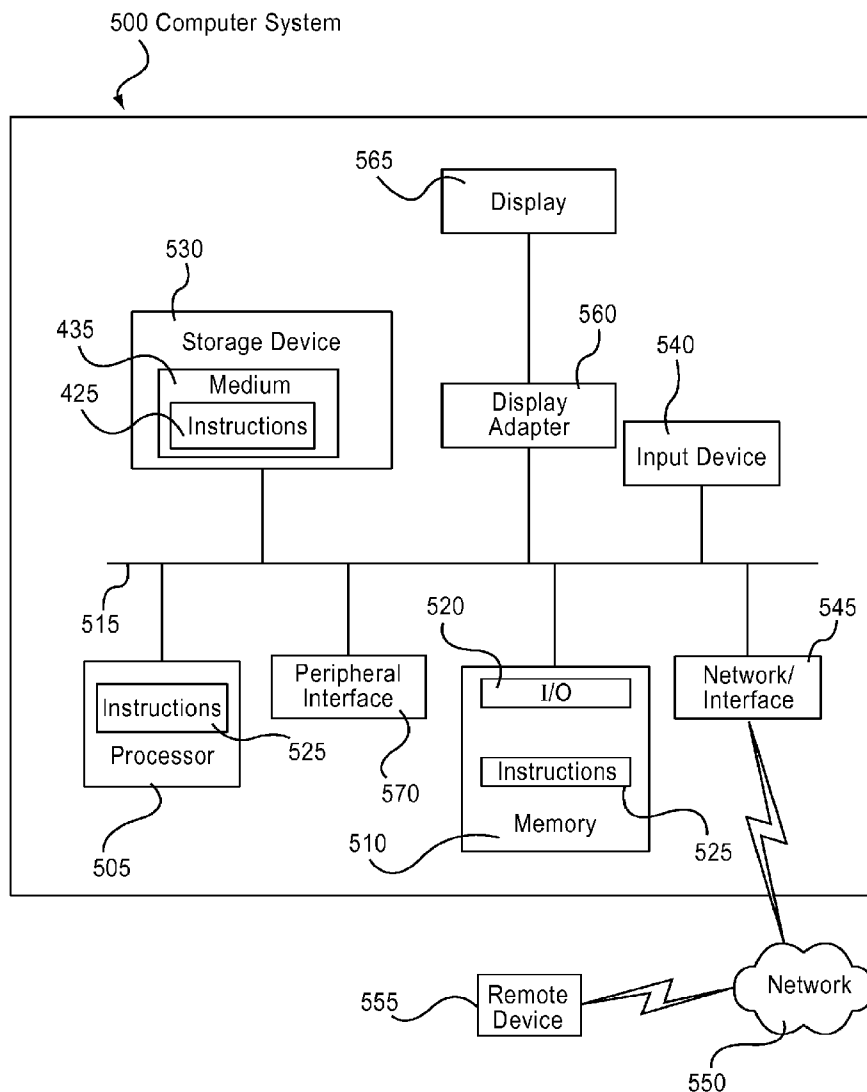 500 Computer System
565
Display
530
Storage Device
435
Medium
425
Instructions
560
Display
Adapter
540
Input Device
515
520
545
Instructions
Processor
525
505
Peripheral
Interface
570
I/O
Instructions
Memory
510
525
Network/
Interface
555
Remote
Device
Network
550